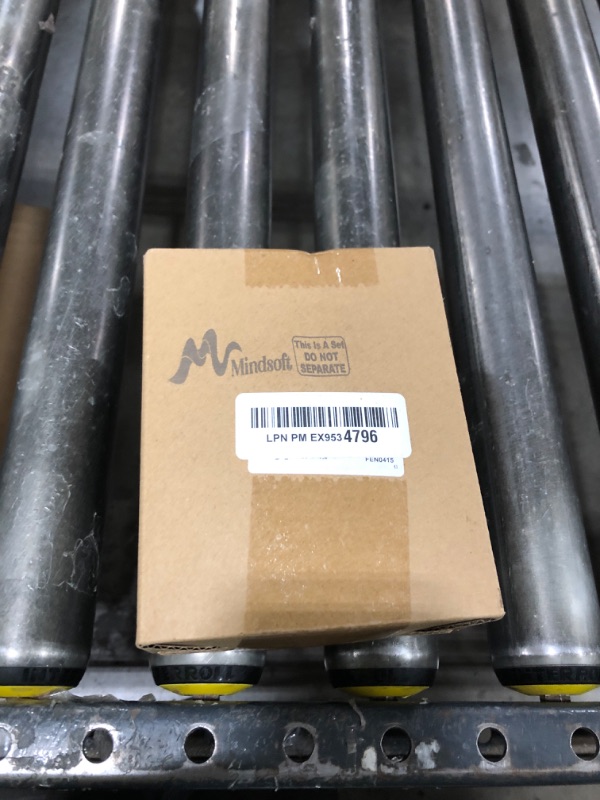 Mindsoft
This Is A Set
DO NOT
SEPARATE
LPN PM EX9534796
FEN0415